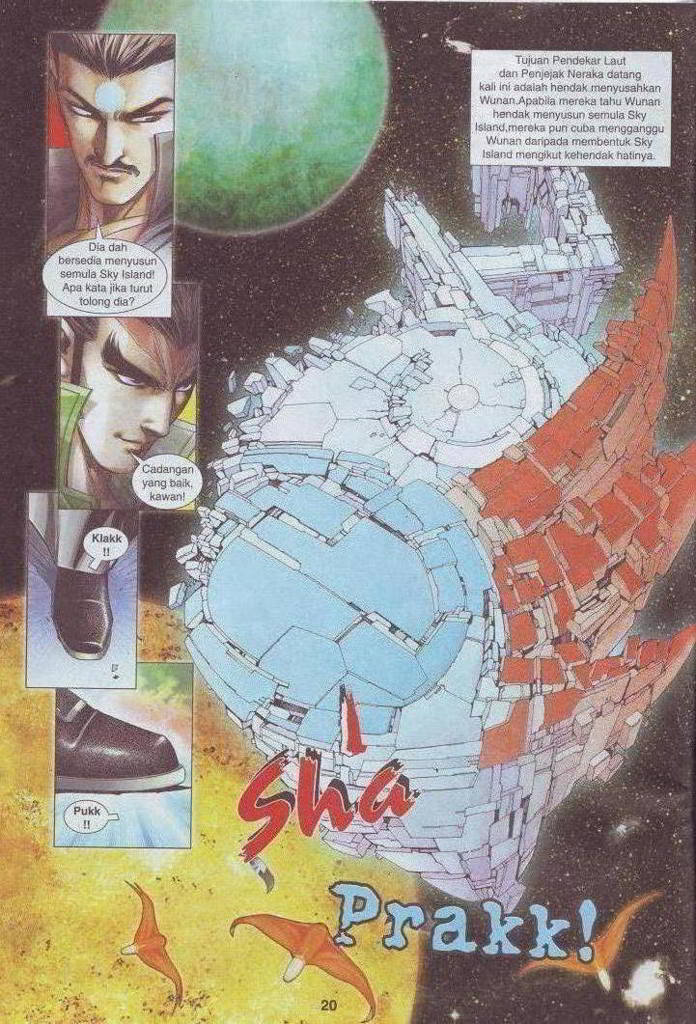 Tujuan Pendekar Laut
dan Penjejak Neraka datang
kali ini adalah hendak menyusahkan
Wunan.Apabila mereka tahu Wunan
hendak menyusun semula Sky
Island,mereka pun cuba mengganggu
Wunan daripada membentuk Sky
Island mengikut kehendak hatinya.
Dia dah
bersedia menyusun
semula Sky Island!
Apa kata jika turut
tolong dia?
Cadangan
yang baik,
kawan!
Klakk
!!
Pukk
!!
Sha
Prakk!
20